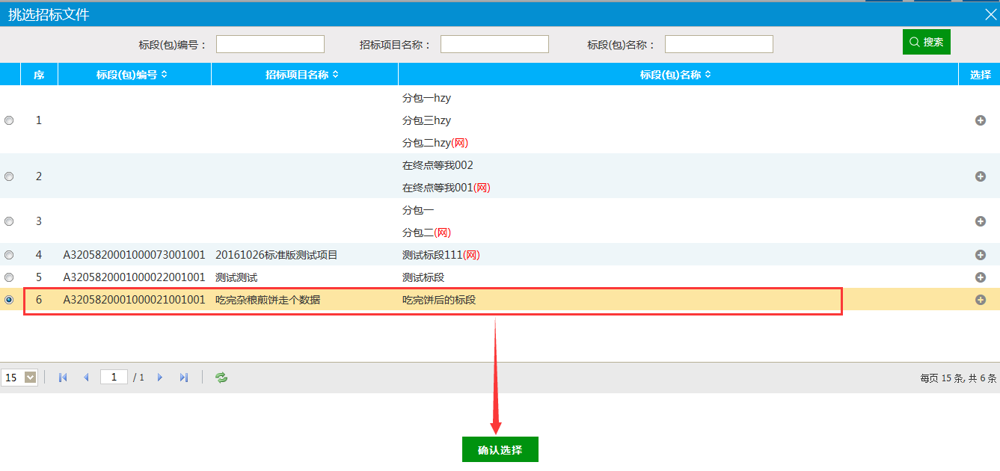 挑选招标文件
标段(包)编号： 招标项目名称： 标段(包)名称： 搜索
序 标段(包)编号 招标项目名称 标段(包)名称 选择
分包一hzy
1 分包三hzy
分包二hzy(网)
在终点等我002
2
在终点等我001(网)
分包一
3
分包二(网)
4 A3205820001000073001001 20161026标准版测试项目 测试标段111(网)
5 A3205820001000022001001 测试测试 测试标段
6 A3205820001000021001001 吃完杂粮煎饼走个数据 吃完饼后的标段
15 1 / 1 每页 15 条, 共 6 条
确认选择